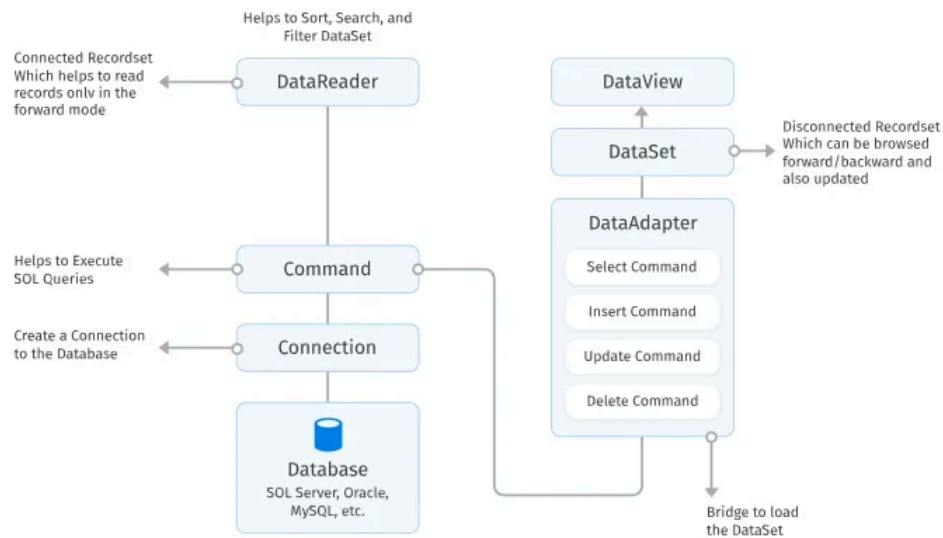 Helps to Sort, Search, and
Filter DataSet
Connected Recordset
Which helps to read
records only in the
forward mode
DataReader
DataView
DataSet
Disconnected Recordset
Which can be browsed
forward/backward and
also updated
DataAdapter
Select Command
Insert Command
Update Command
Delete Command
Helps to Execute
SOL Queries
Command
Create a Connection
to the Database
Connection
Database
SOL Server, Oracle,
MySQL, etc.
Bridge to load
the DataSet